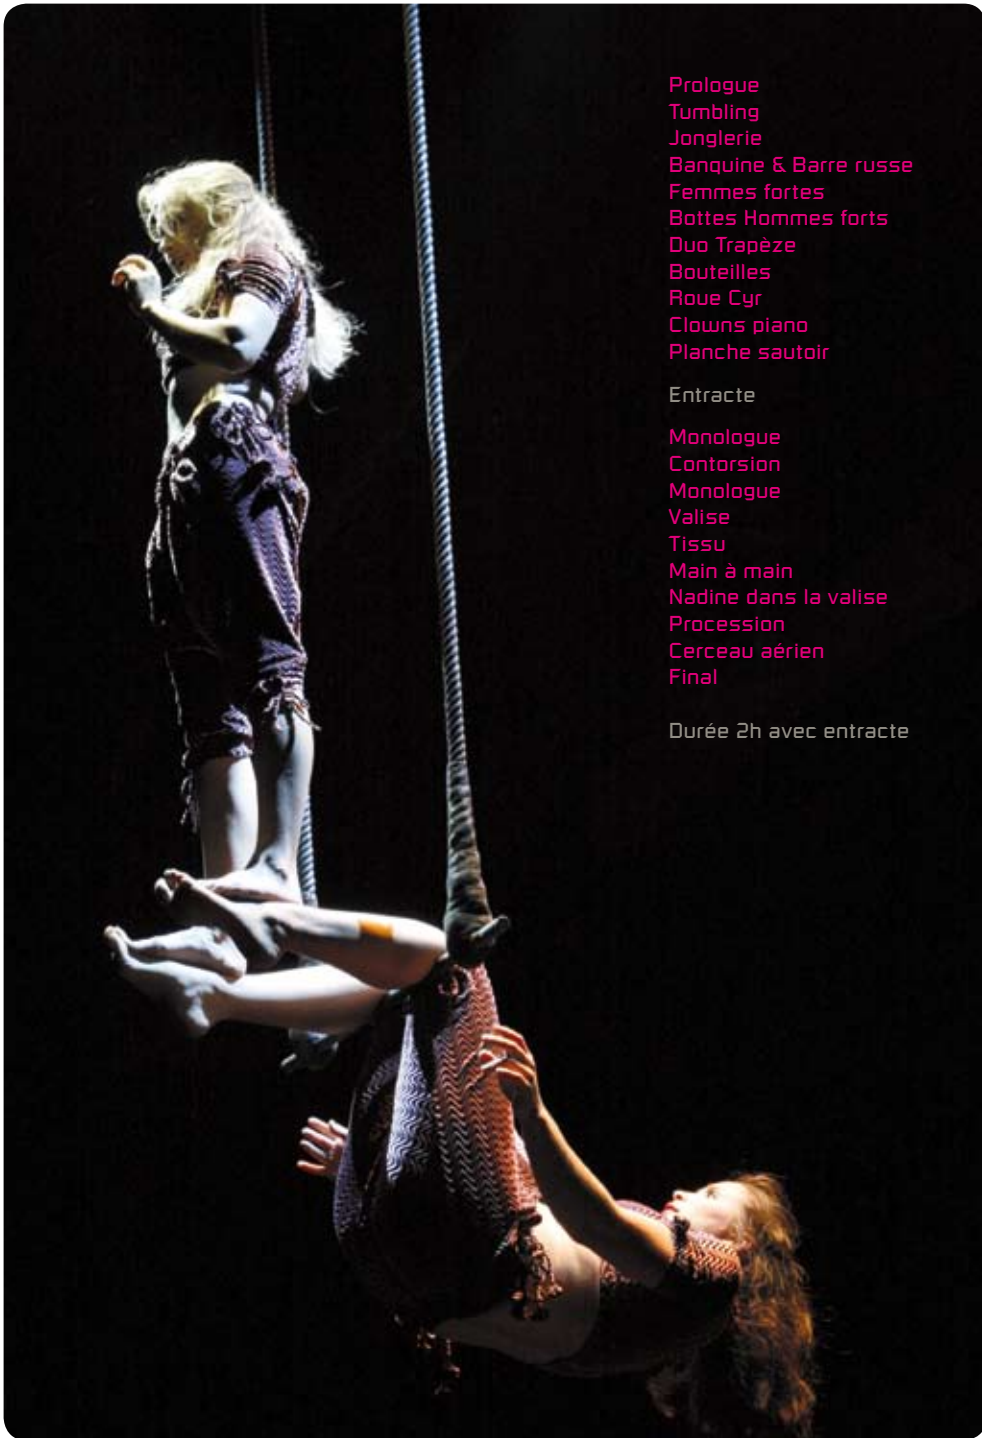 Prologue
Tumbling
Jonglerie
Banquine & Barre russe
Femmes fortes
Bottes Hommes forts
Duo Trapèze
Bouteilles
Roue Cyr
Clowns piano
Planche sautoir
Entracte
Monologue
Contorsion
Monologue
Valise
Tissu
Main à main
Nadine dans la valise
Procession
Cerceau aérien
Final
Durée 2h avec entracte